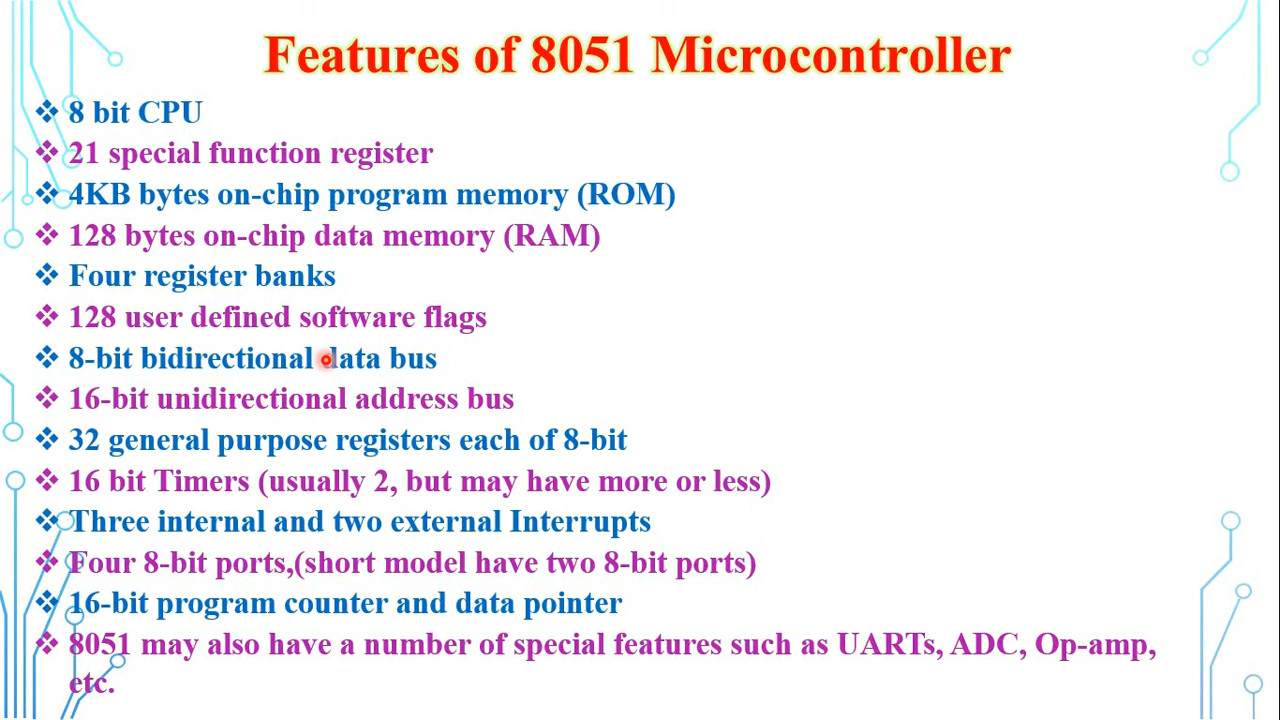 Features of 8051 Microcontroller
❖ 8 bit CPU
❖ 21 special function register
❖ 4KB bytes on-chip program memory (ROM)
❖ 128 bytes on-chip data memory (RAM)
❖ Four register banks
❖ 128 user defined software flags
❖ 8-bit bidirectional data bus
❖ 16-bit unidirectional address bus
❖ 32 general purpose registers each of 8-bit
❖ 16 bit Timers (usually 2, but may have more or less)
❖ Three internal and two external Interrupts
❖ Four 8-bit ports,(short model have two 8-bit ports)
❖ 16-bit program counter and data pointer
❖ 8051 may also have a number of special features such as UARTs, ADC, Op-amp,
etc.